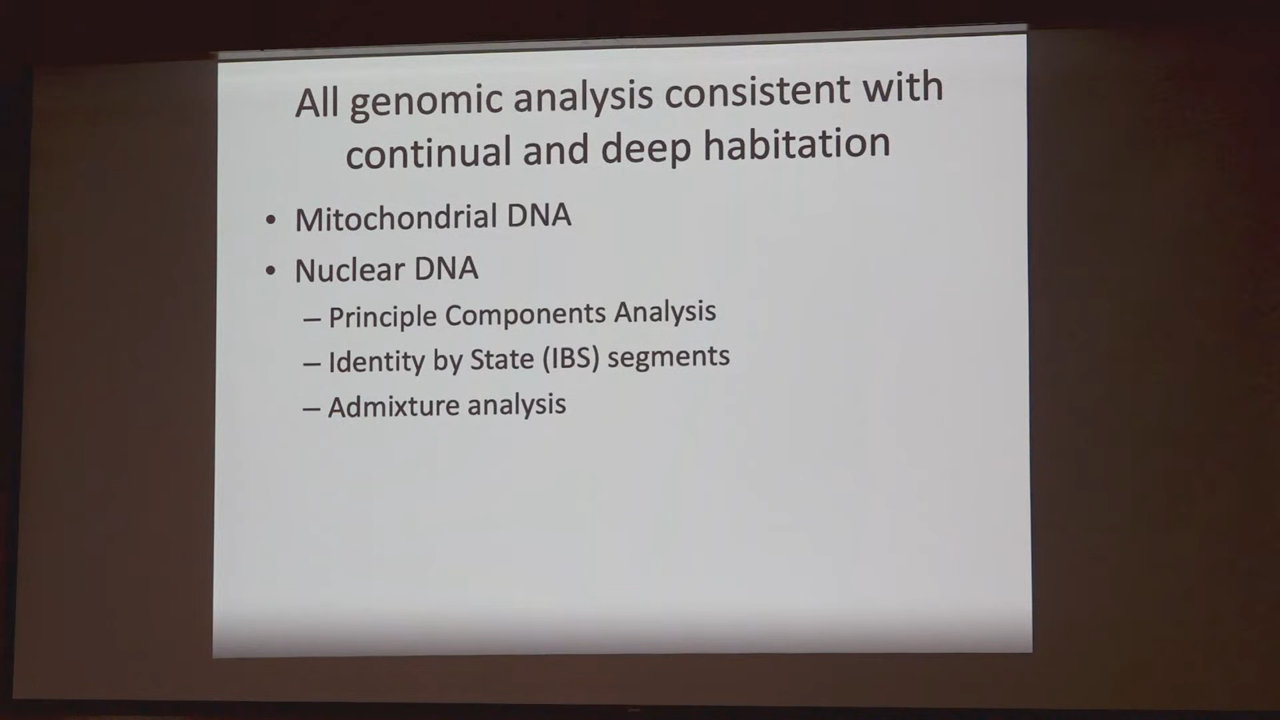 All genomic analysis consistent with
continual and deep habitation
• Mitochondrial DNA
• Nuclear DNA
– Principle Components Analysis
– Identity by State (IBS) segments
– Admixture analysis